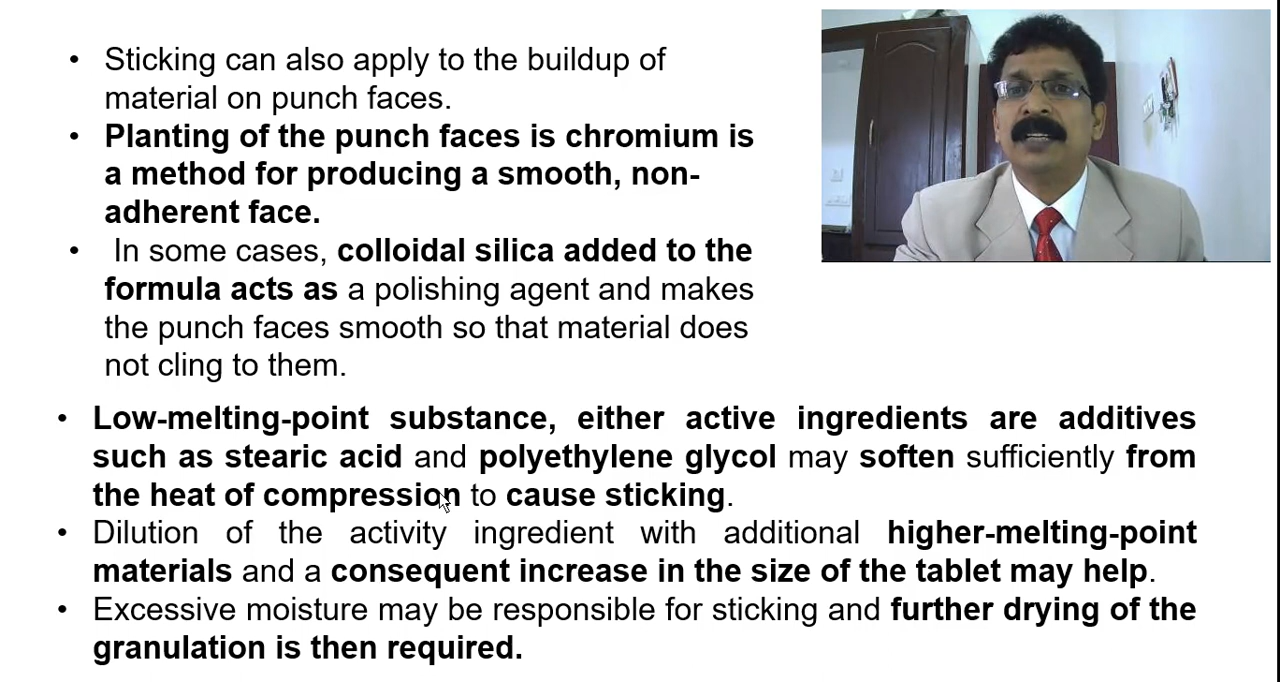 • Sticking can also apply to the buildup of
material on punch faces.
• Planting of the punch faces is chromium is
a method for producing a smooth, non-
adherent face.
• In some cases, colloidal silica added to the
formula acts as a polishing agent and makes
the punch faces smooth so that material does
not cling to them.
• Low-melting-point substance, either active ingredients are additives
such as stearic acid and polyethylene glycol may soften sufficiently from
the heat of compression to cause sticking.
• Dilution of the activity ingredient with additional higher-melting-point
materials and a consequent increase in the size of the tablet may help.
• Excessive moisture may be responsible for sticking and further drying of the
granulation is then required.